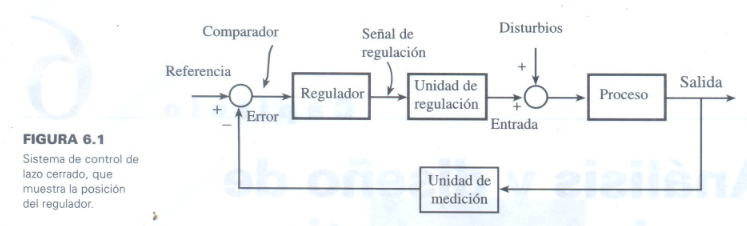 Comparador
Señal de
regulación
Disturbios
Referencia
Regulador
Unidad de
regulación
Proceso
Salida
+
−
Error
+
+
Entrada
Unidad de
medición
FIGURA 6.1
Sistema de control de
lazo cerrado, que
muestra la posición
del regulador.